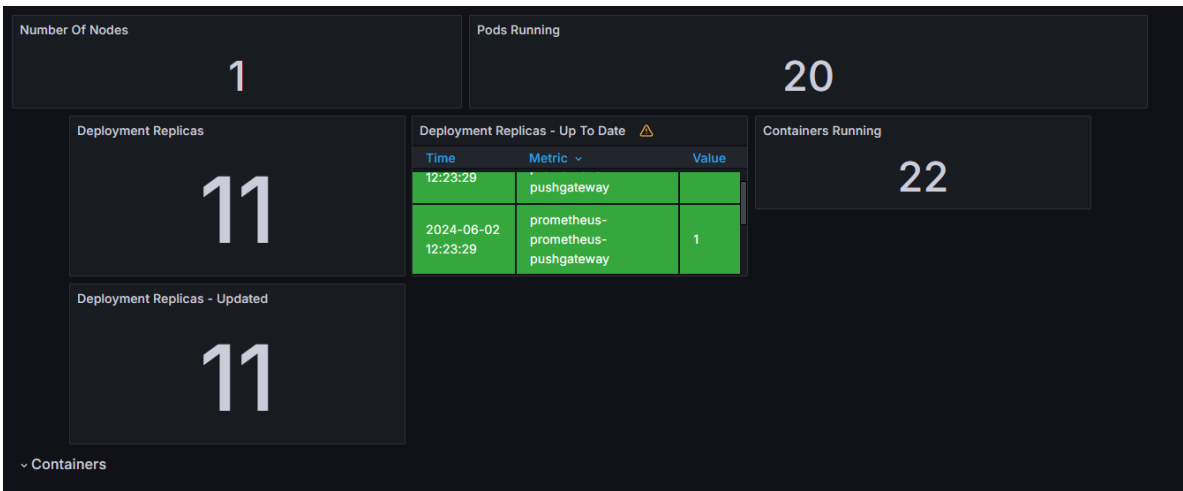 Number Of Nodes
1
Pods Running
20
Deployment Replicas
11
Deployment Replicas - Up To Date
Time Metric Value
12:23:29 pushgateway
2024-06-02
12:23:29
prometheus-
prometheus-
pushgateway
1
Containers Running
22
Deployment Replicas - Updated
11
Containers